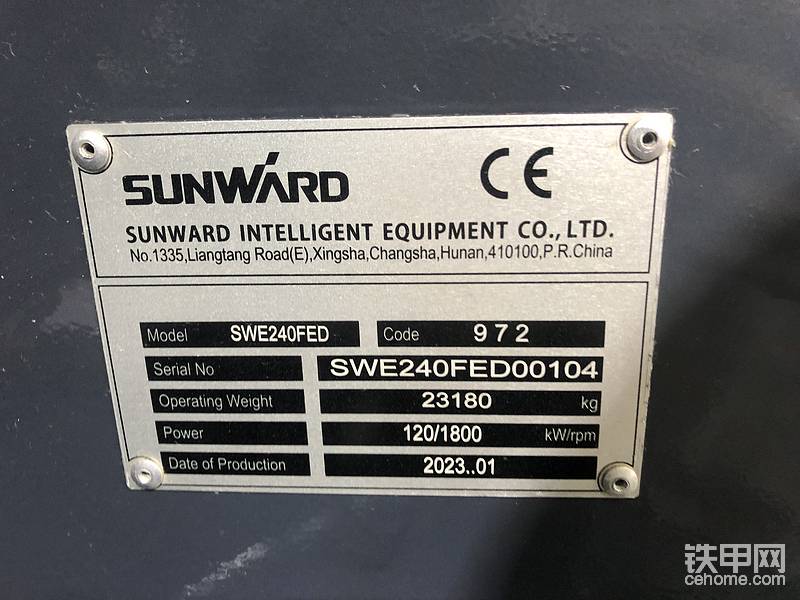 SUNWARD CE
SUNWARD INTELLIGENT EQUIPMENT CO., LTD.
No.1335,Liangtang Road(E),Xingsha,Changsha,Hunan,410100,P.R.China
Model SWE240FED Code 972
Serial No SWE240FED00104
Operating Weight 23180 kg
Power 120/1800 kW/rpm
Date of Production 2023..01
铁甲网
cehome.com